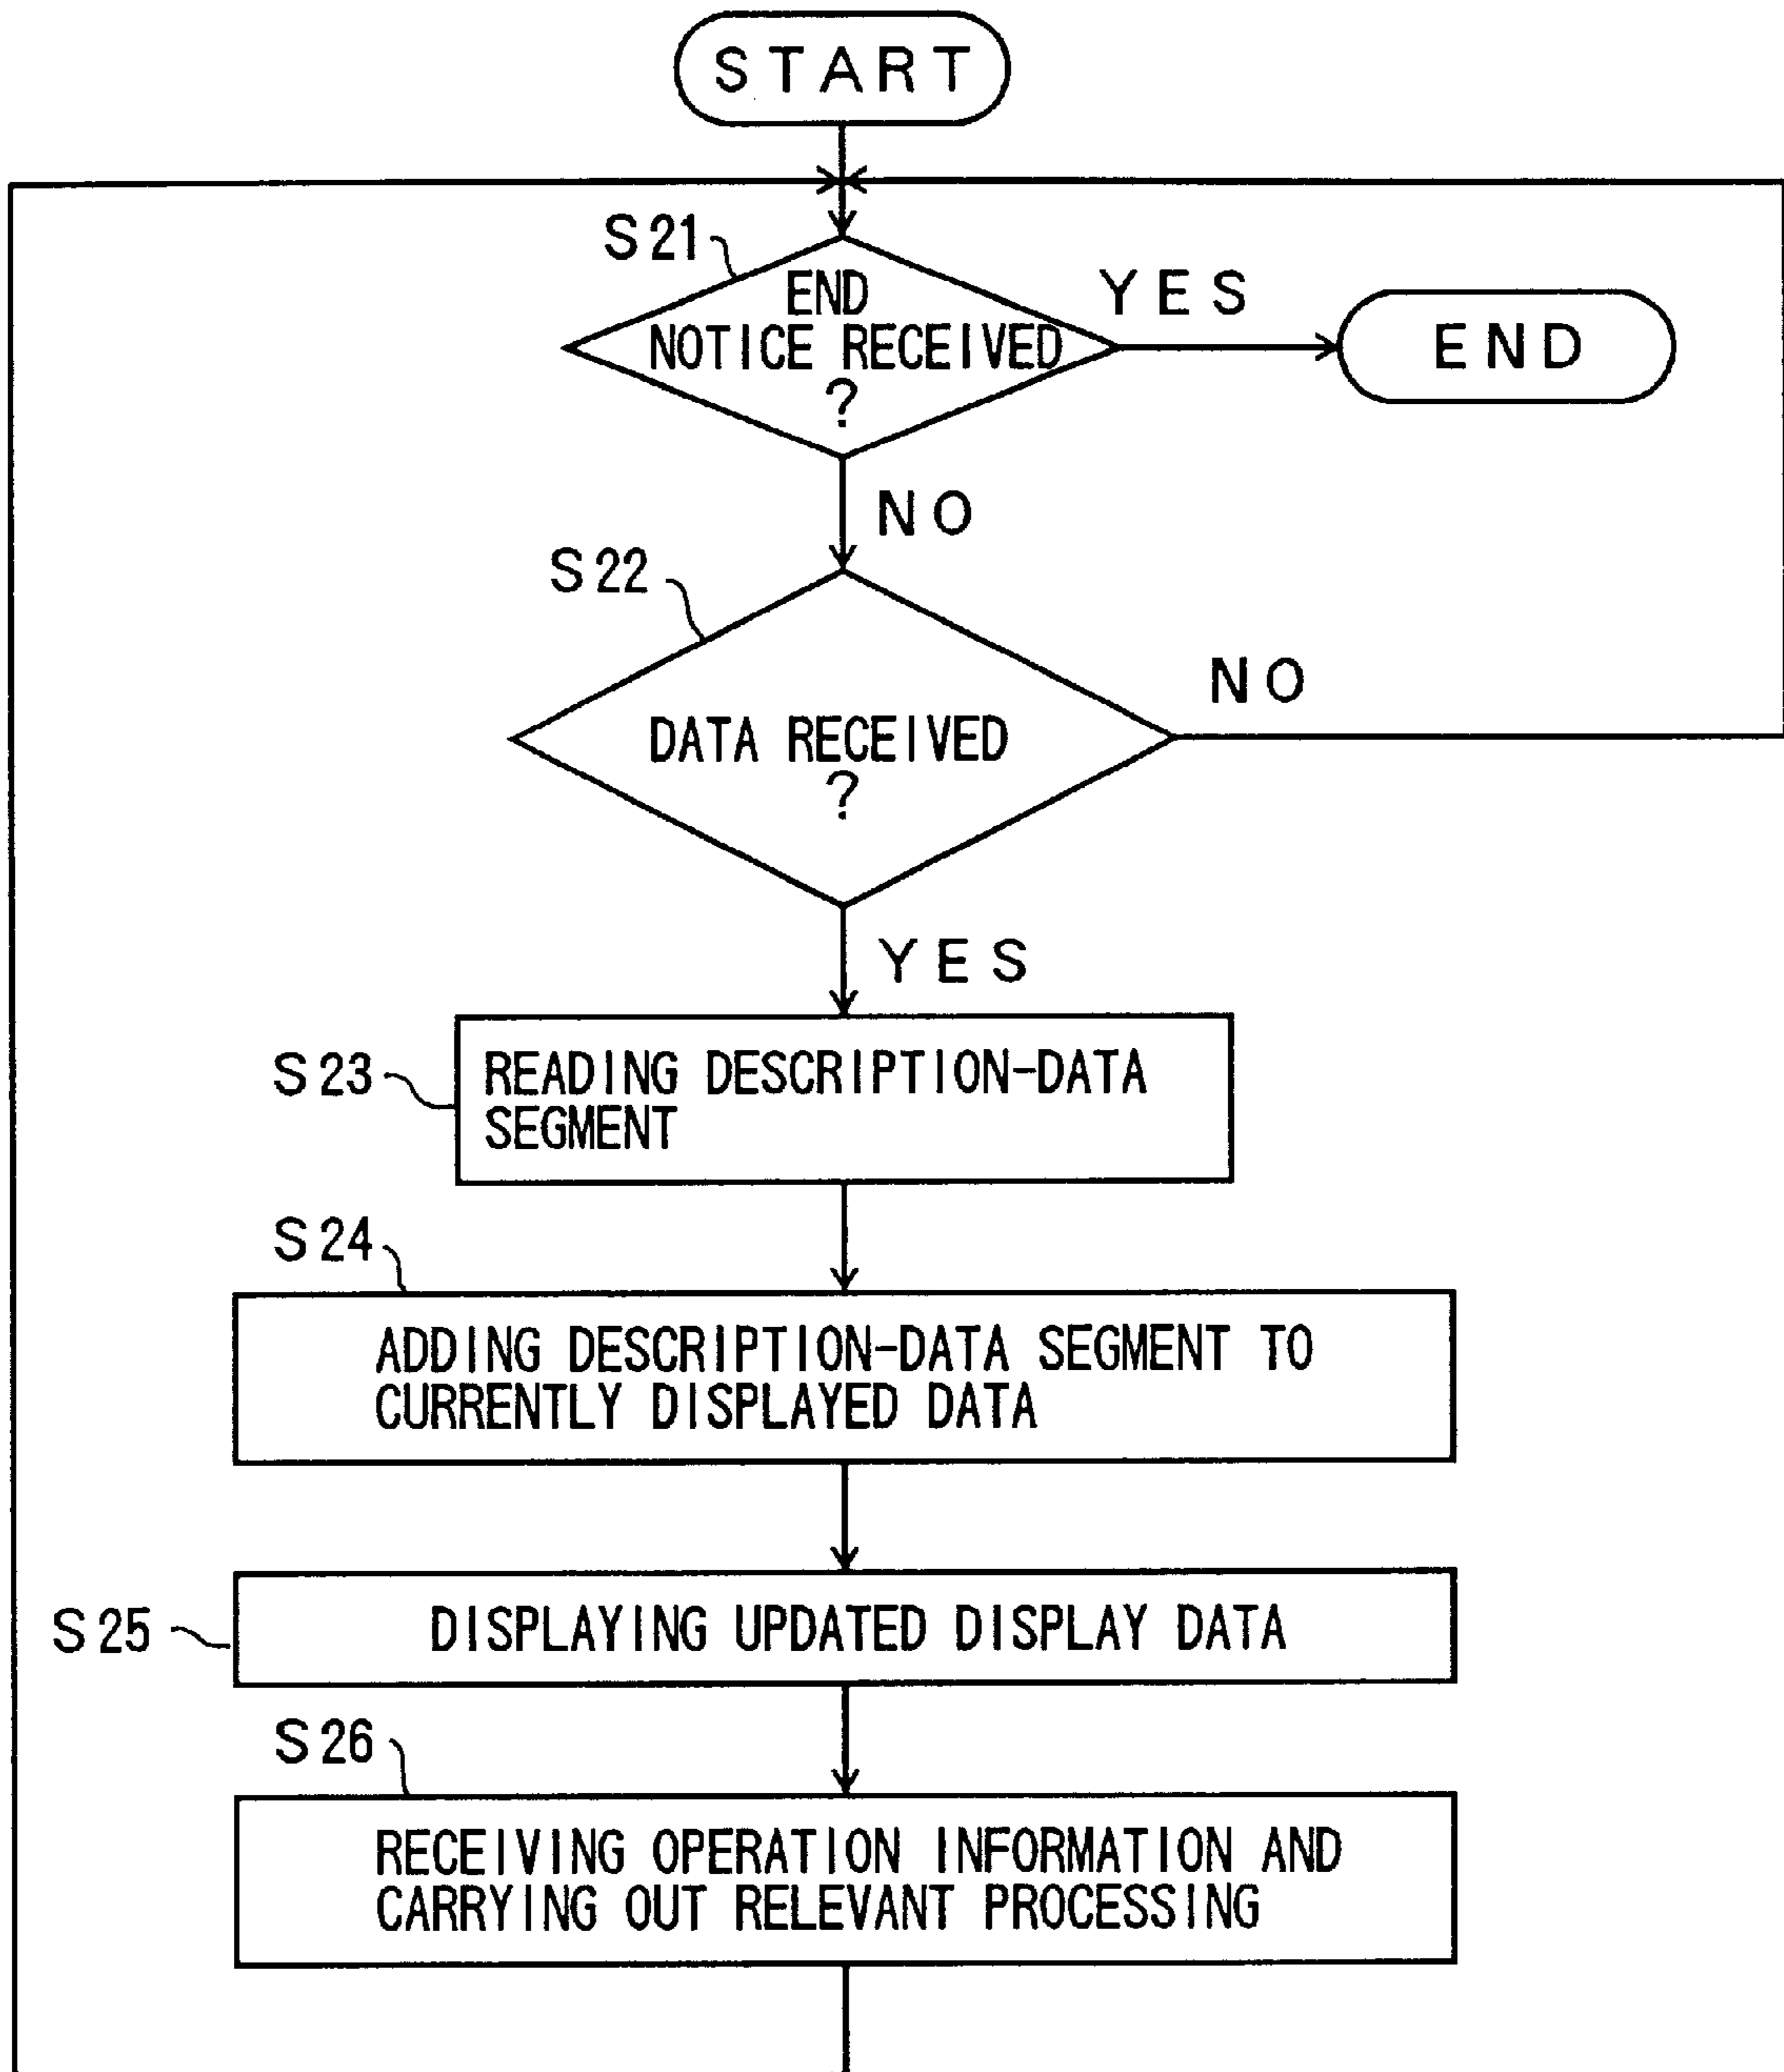 START
S21
END
NOTICE RECEIVED
?
YES
END
NO
S22
DATA RECEIVED
?
NO
YES
S23
READING DESCRIPTION-DATA
SEGMENT
S24
ADDING DESCRIPTION-DATA SEGMENT TO
CURRENTLY DISPLAYED DATA
S25
DISPLAYING UPDATED DISPLAY DATA
S26
RECEIVING OPERATION INFORMATION AND
CARRYING OUT RELEVANT PROCESSING